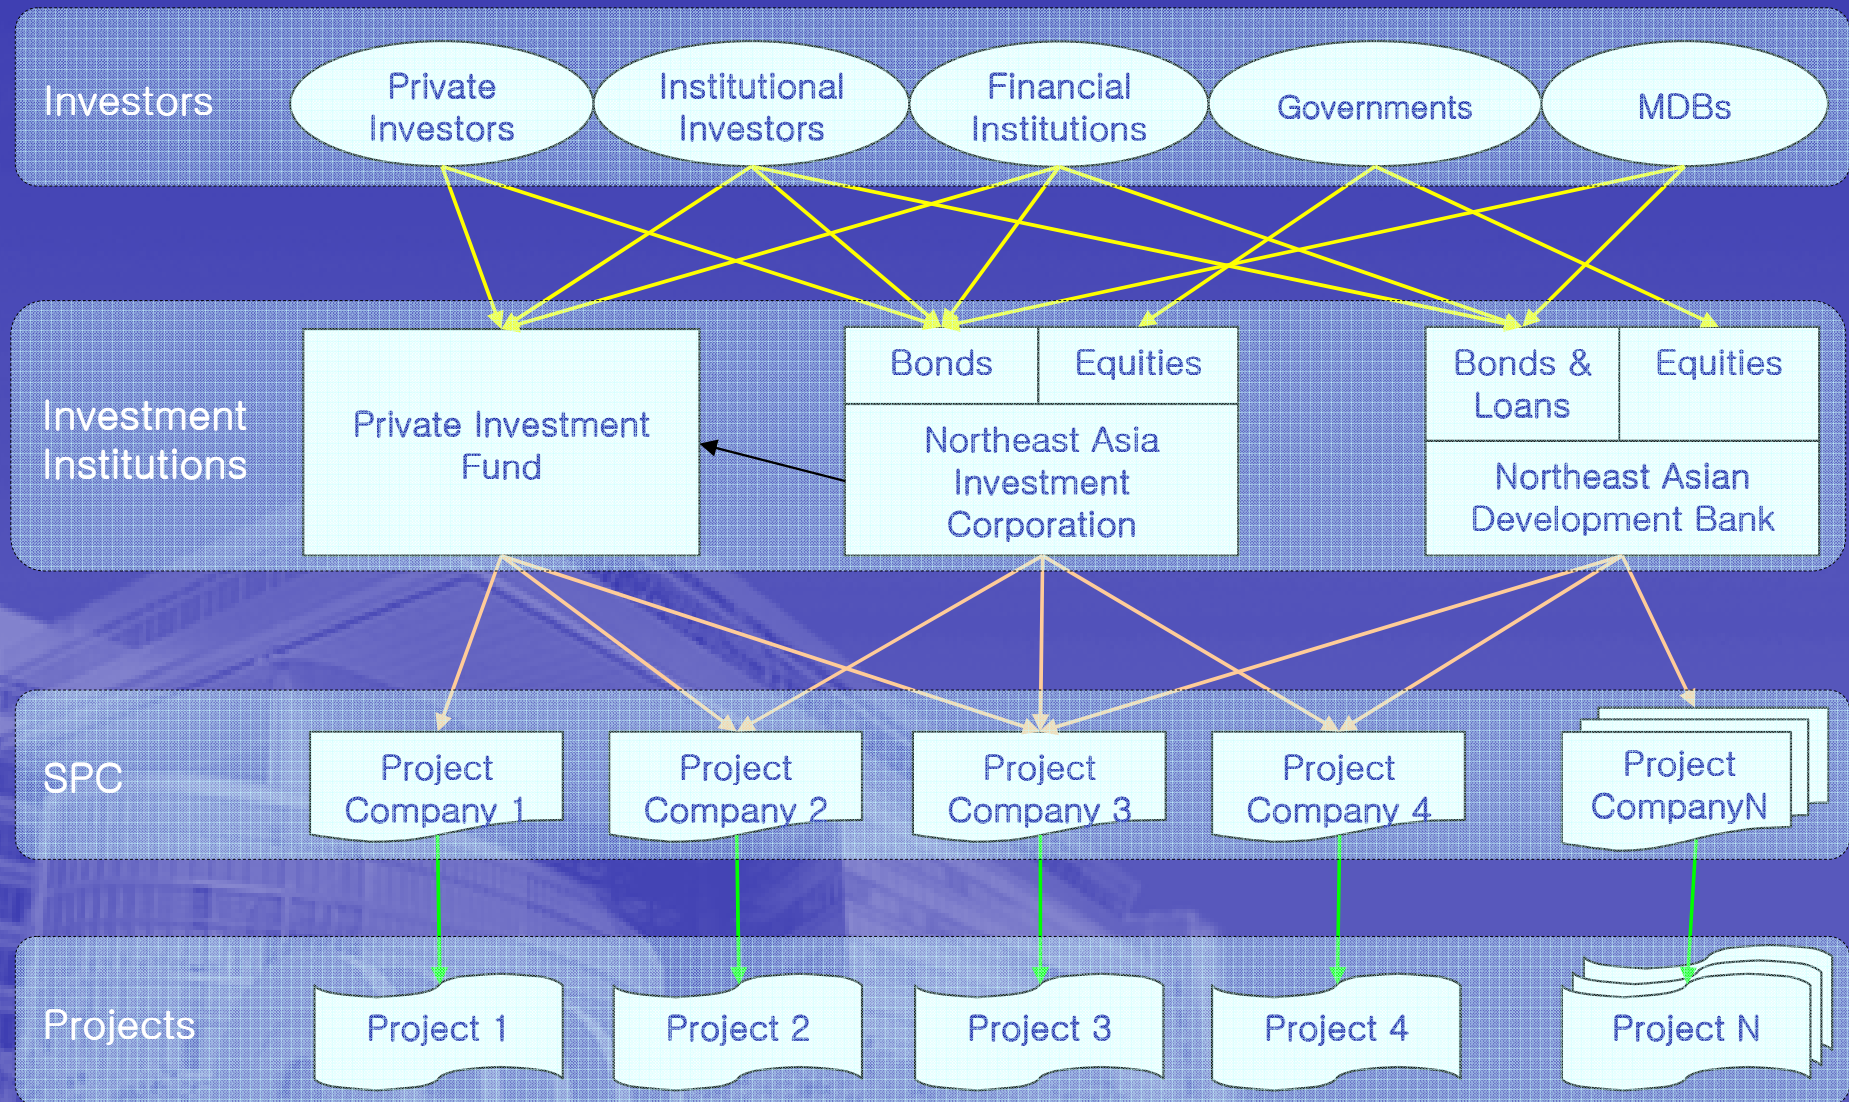 Investors
Private
Investors
Institutional
Investors
Financial
Institutions
Governments
MDBs
Investment
Institutions
Private Investment
Fund
Bonds
Equities
Northeast Asia
Investment
Corporation
Bonds &
Loans
Equities
Northeast Asian
Development Bank
SPC
Project
Company 1
Project
Company 2
Project
Company 3
Project
Company 4
Project
CompanyN
Projects
Project 1
Project 2
Project 3
Project 4
Project N